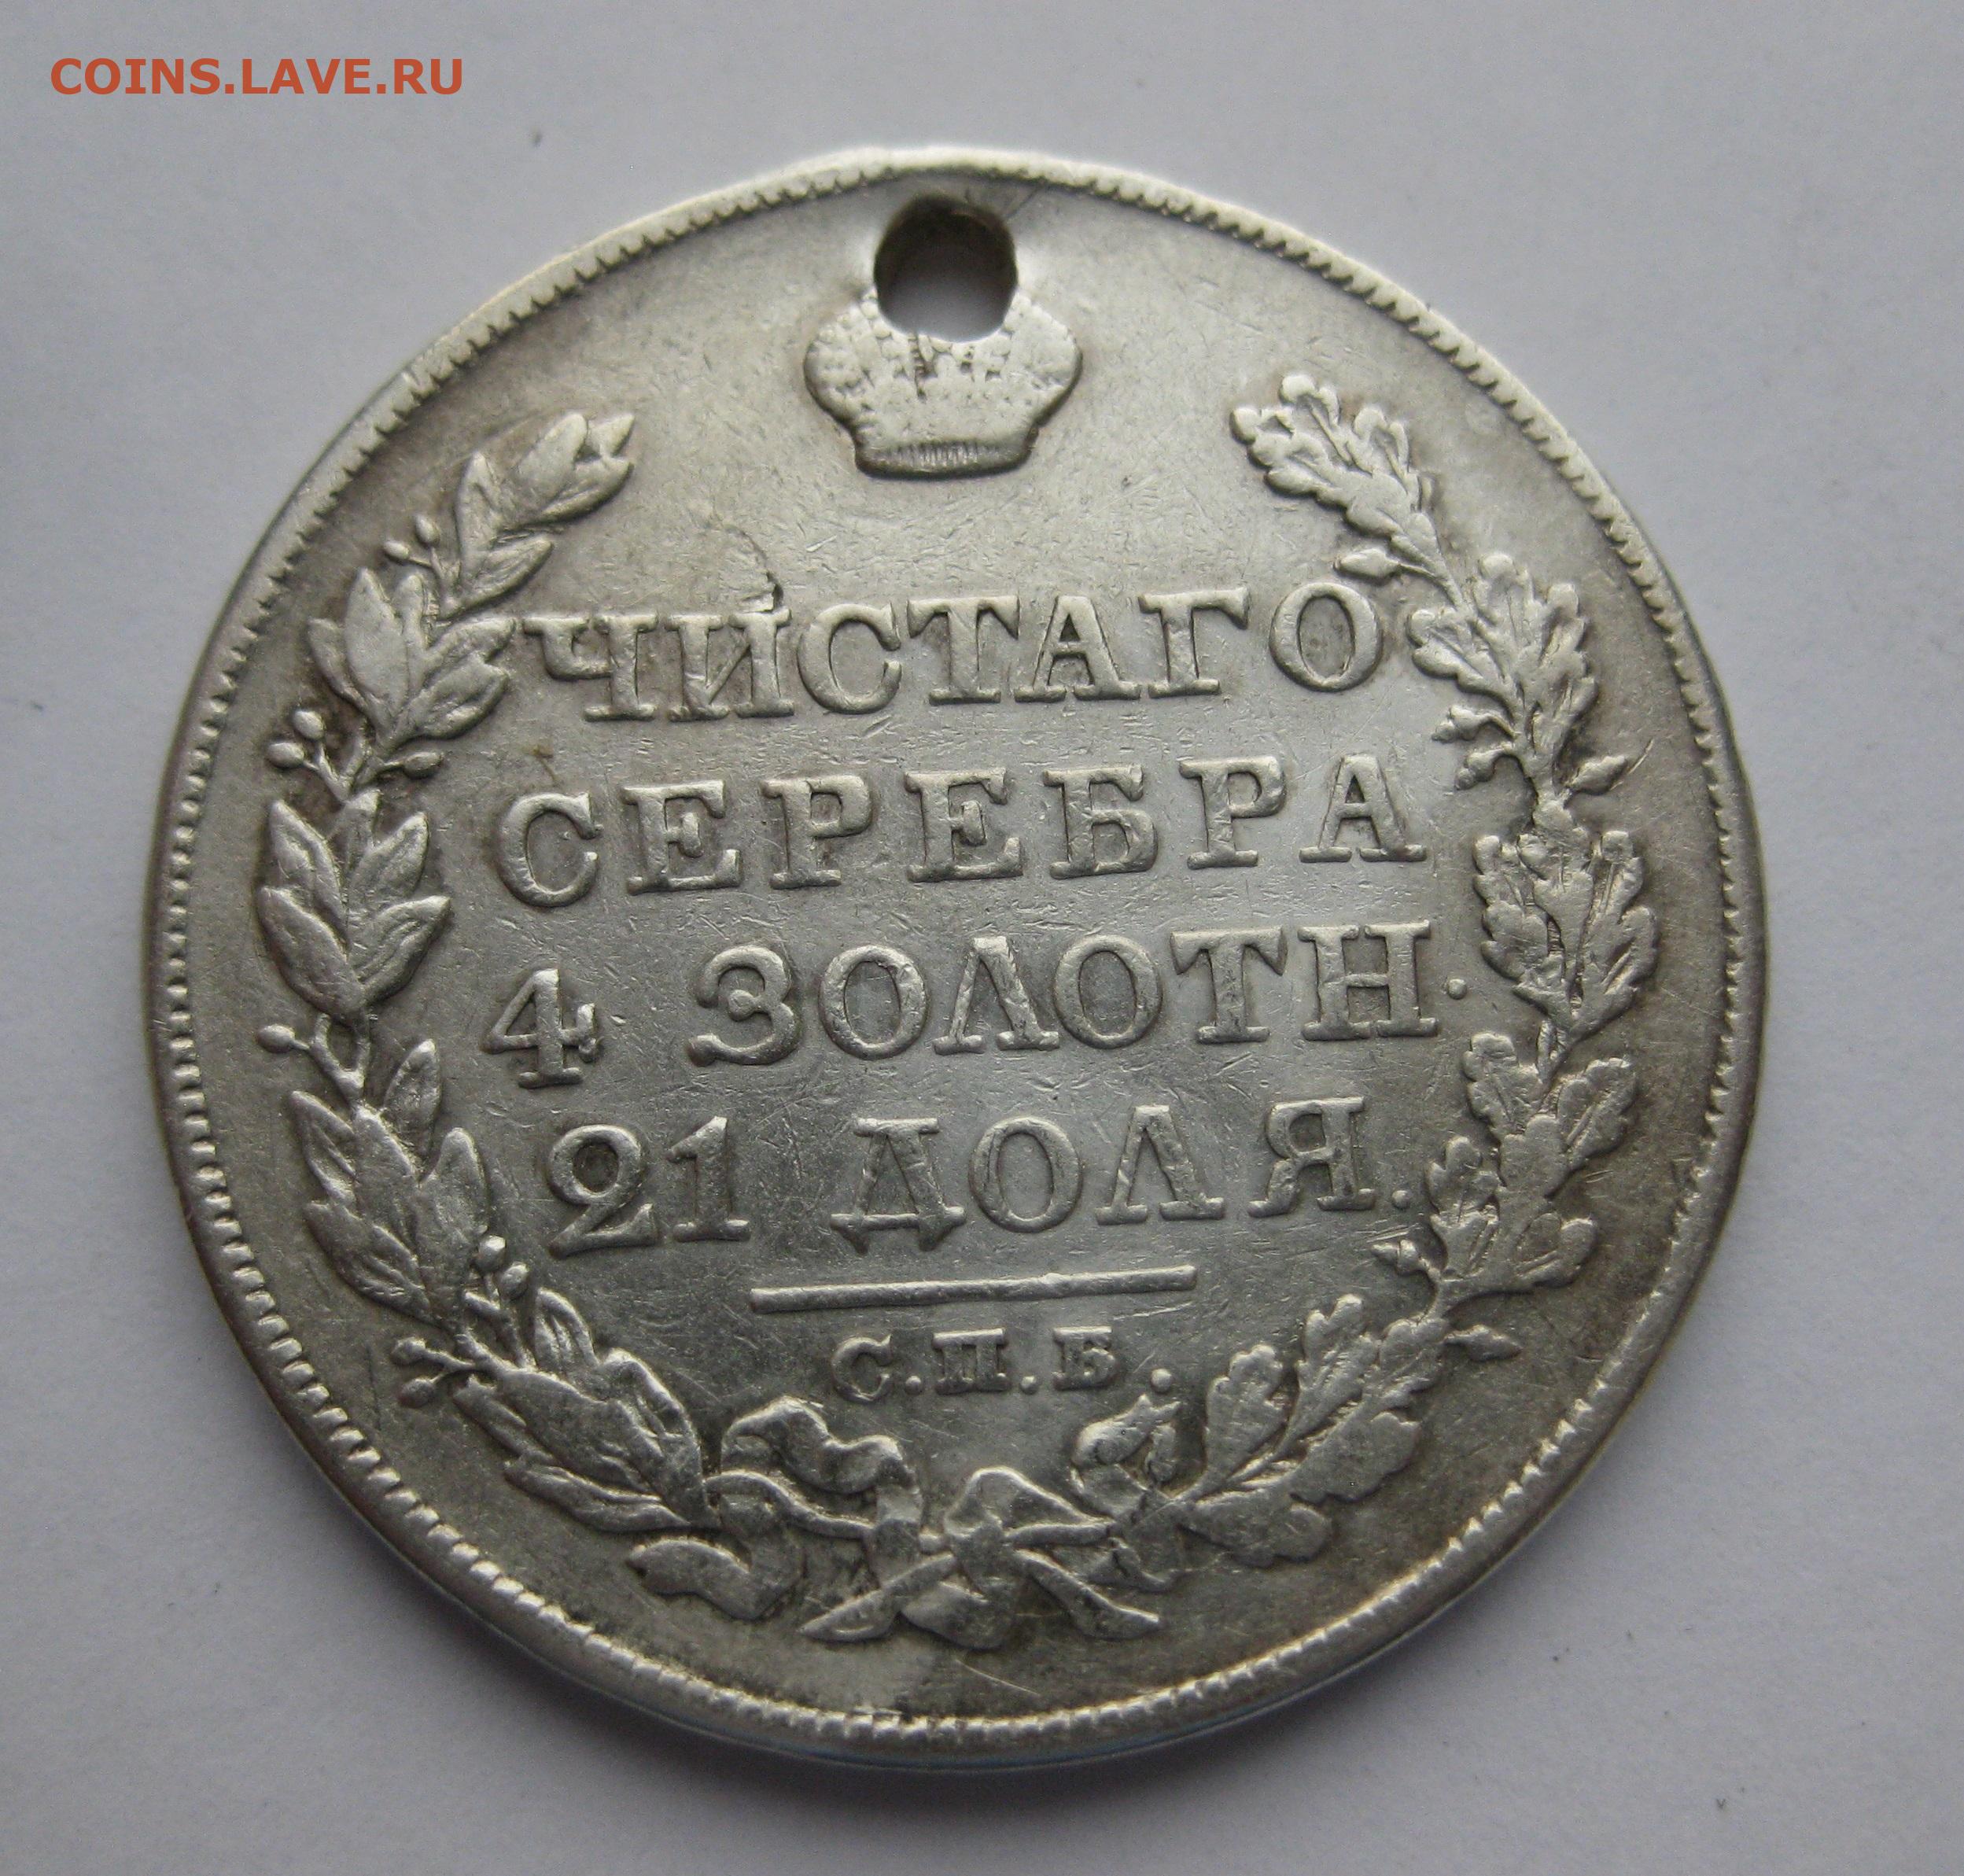 COINS.LAVE.RU
ЧИСТАГО
СЕРЕБРА
4 ЗОЛОТН.
21 ДОЛЯ.
С.П.Б.